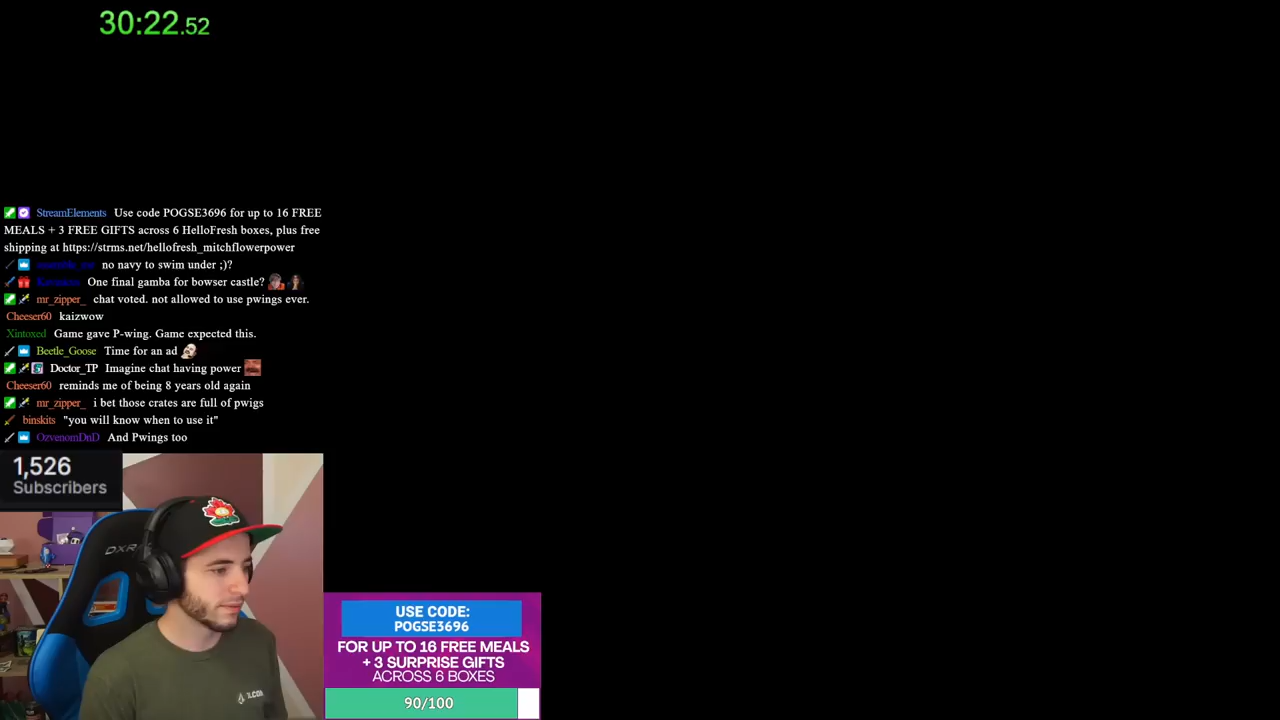 30:22.52
StreamElements Use code POGSE3696 for up to 16 FREE
MEALS + 3 FREE GIFTS across 6 HelloFresh boxes, plus free
shipping at https://strms.net/hellofresh_mitchflowerpower
no navy to swim under ;)?
One final gamba for bowser castle?
mr_zipper_ chat voted. not allowed to use pwings ever.
Cheeser60 kaizwow
Xintoxed Game gave P-wing. Game expected this.
Beetle_Goose Time for an ad
Doctor_TP Imagine chat having power
Cheeser60 reminds me of being 8 years old again
mr_zipper_ i bet those crates are full of pwigs
binskits "you will know when to use it"
OzvenomDnD And Pwings too
1,526
Subscribers
DXR
USE CODE:
POGSE3696
FOR UP TO 16 FREE MEALS
+ 3 SURPRISE GIFTS
ACROSS 6 BOXES
90/100